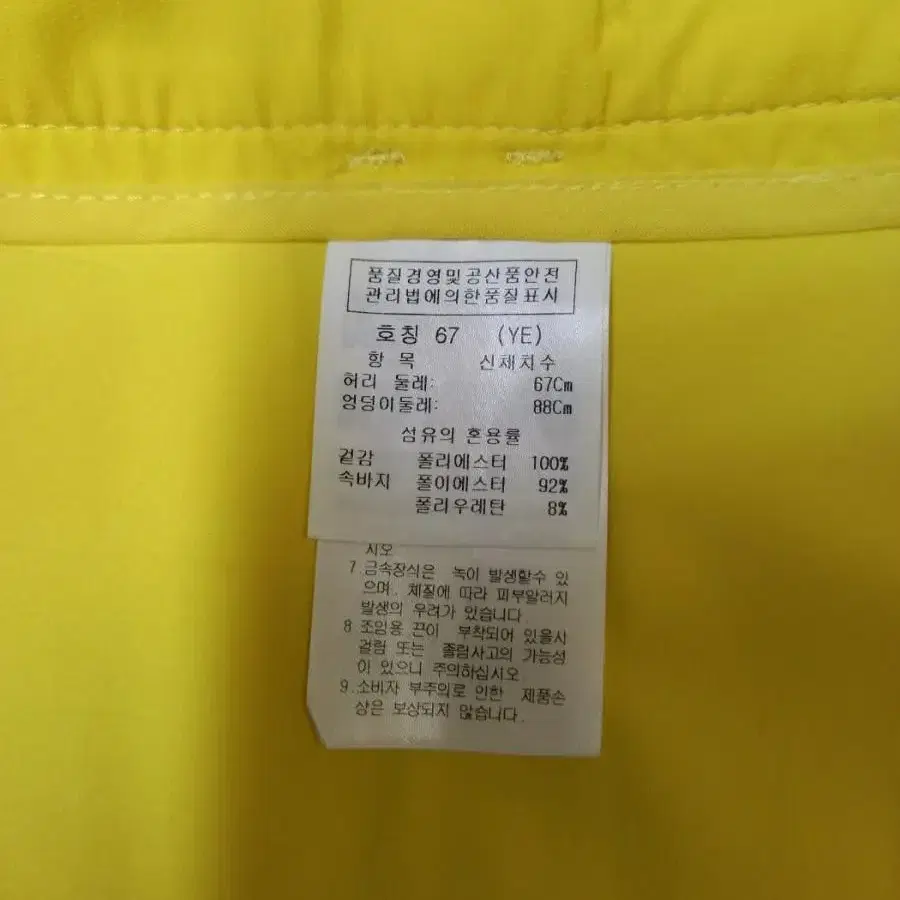 품질경영및공산품안전
관리법에의한품질표시
호칭 67 (YE)
항 목 신체치수
허리 둘레: 67Cm
엉덩이둘레: 88Cm
섬유의 혼용률
겉감 폴리에스터 100%
속바지 폴이에스터 92%
폴리우레탄 8%
시오
7.금속장식은 녹이 발생할수 있
으며, 체질에 따라 피부알러지
발생의 우려가 있습니다.
8 조임용 끈이 부착되어 있을시
걸림 또는 졸림사고의 가능성
이 있으니 주의하십시오
9.소비자 부주의로 인한 제품손
상은 보상되지 않습니다.